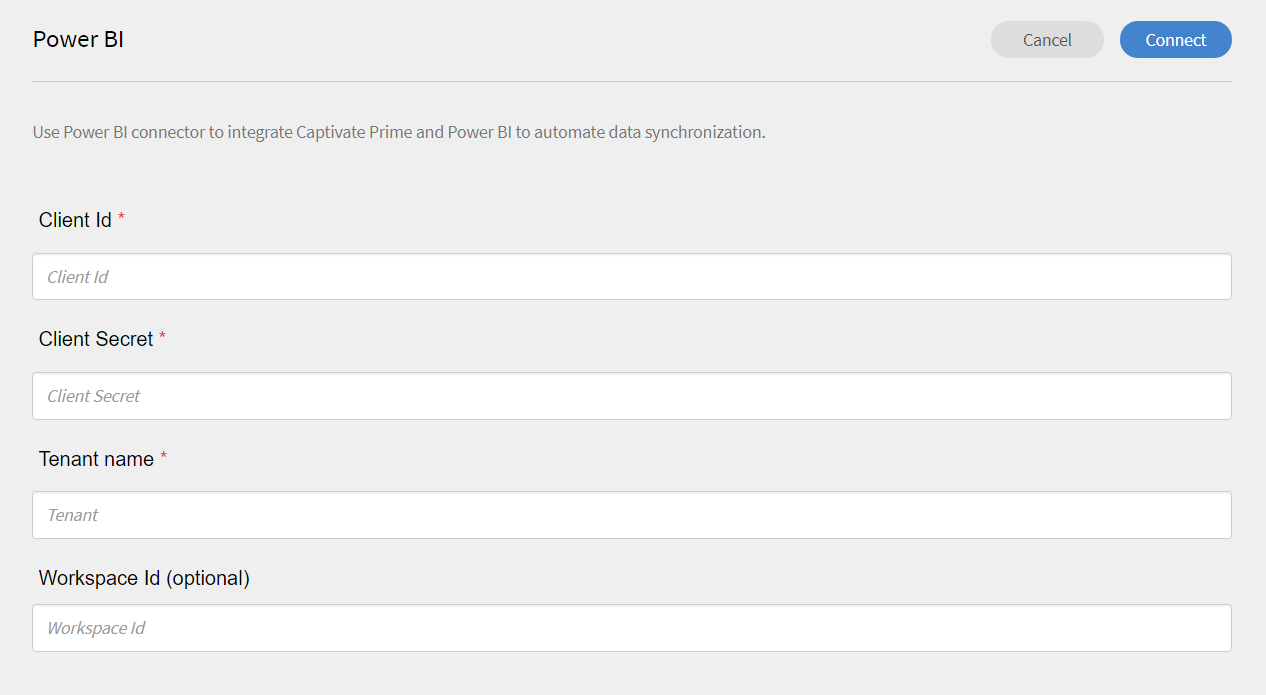 Power BI
Cancel
Connect
Use Power BI connector to integrate Captivate Prime and Power BI to automate data synchronization.
Client Id *
Client Id
Client Secret *
Client Secret
Tenant name *
Tenant
Workspace Id (optional)
Workspace Id